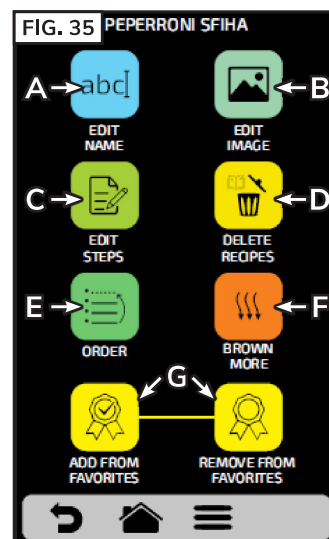 FIG. 35
PEPERRONI SFIHA
A
abc
B
EDIT
NAME
EDIT
IMAGE
C
D
EDIT
STEPS
DELETE
RECIPES
E
F
ORDER
BROWN
MORE
G
ADD FROM
FAVORITES
REMOVE FROM
FAVORITES